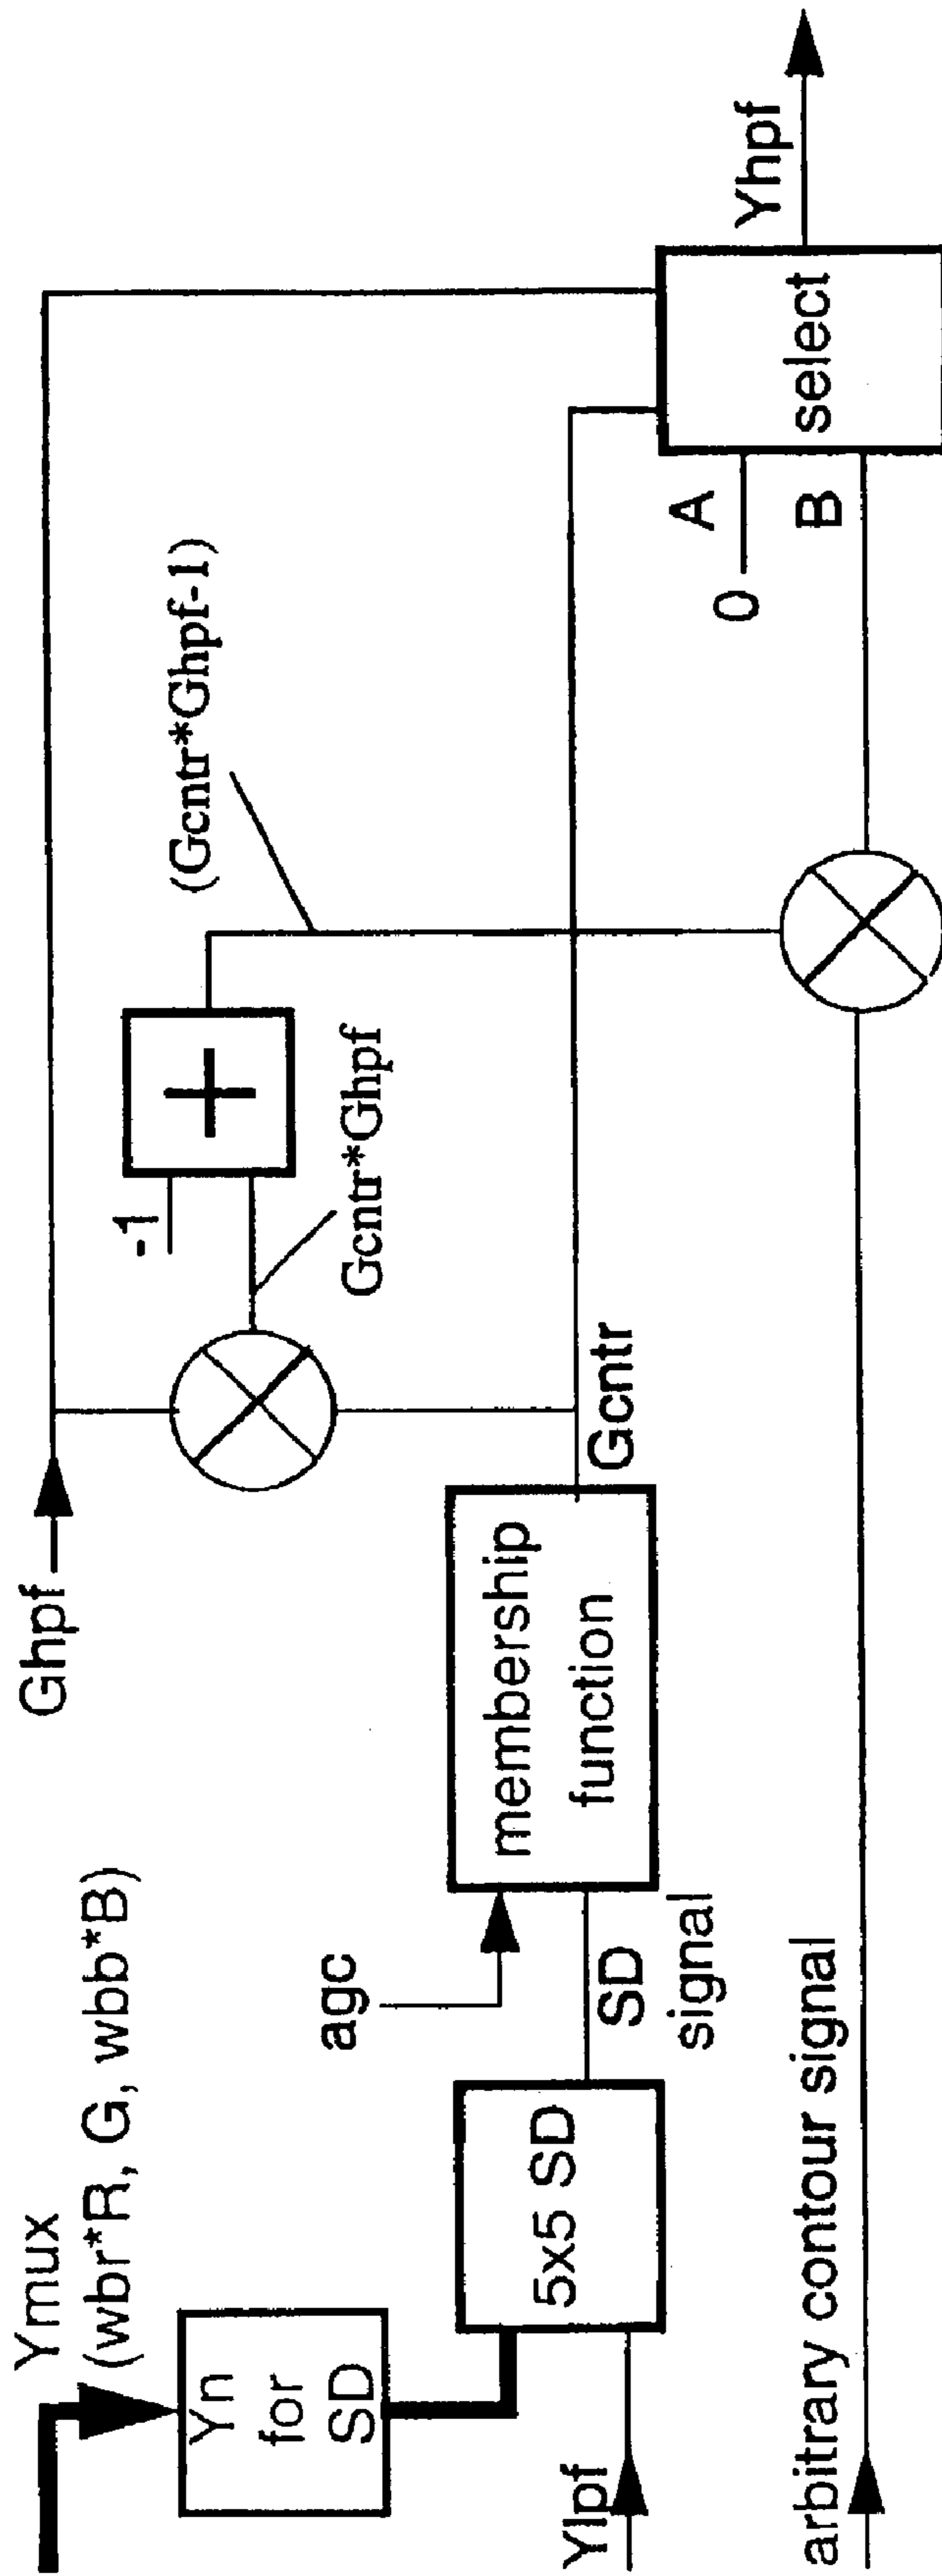 Ymux
(wbr*R, G, wbb*B)
Yn
for
SD
Ylpf
5x5 SD
SD
signal
agc
membership
function
Gcntr
Ghpf
Gcntr*Ghpf
-1
+
(Gcntr*Ghpf-1)
0
A
B
select
Yhpf
arbitrary contour signal